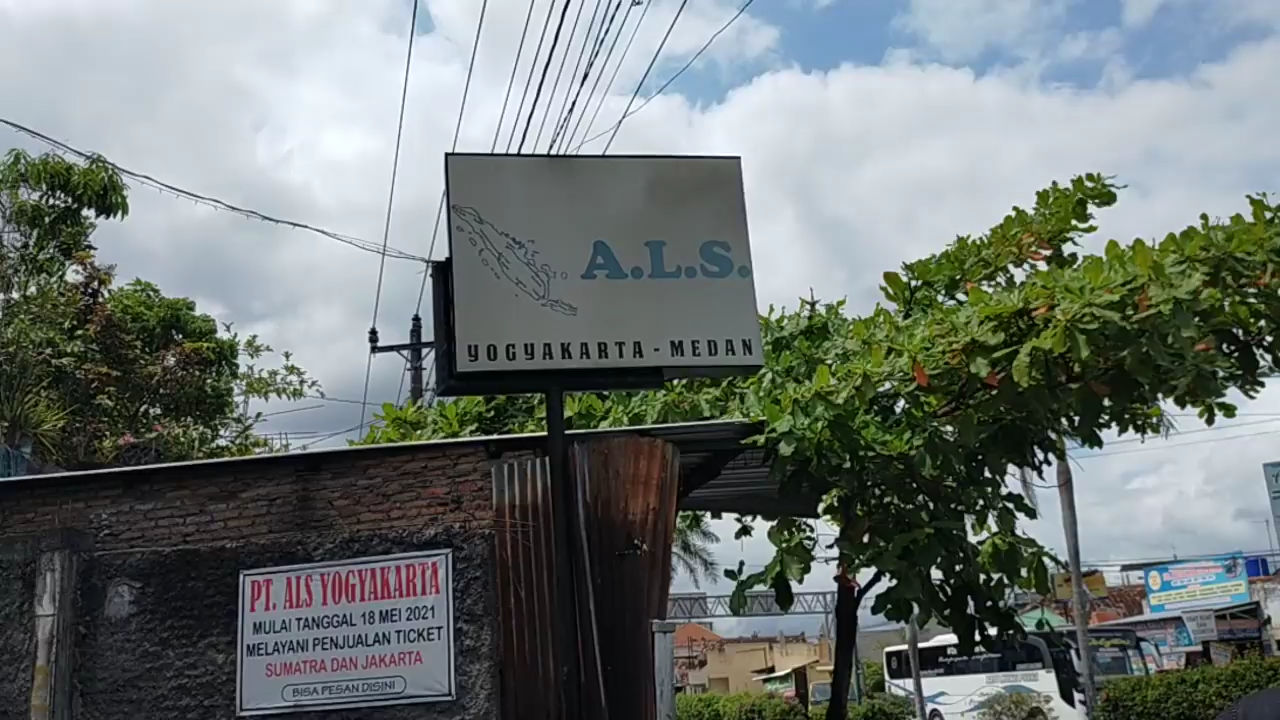 A.L.S.
YOGYAKARTA - MEDAN
PT. ALS YOGYAKARTA
MULAI TANGGAL 18 MEI 2021
MELAYANI PENJUALAN TICKET
SUMATRA DAN JAKARTA
BISA PESAN DISINI